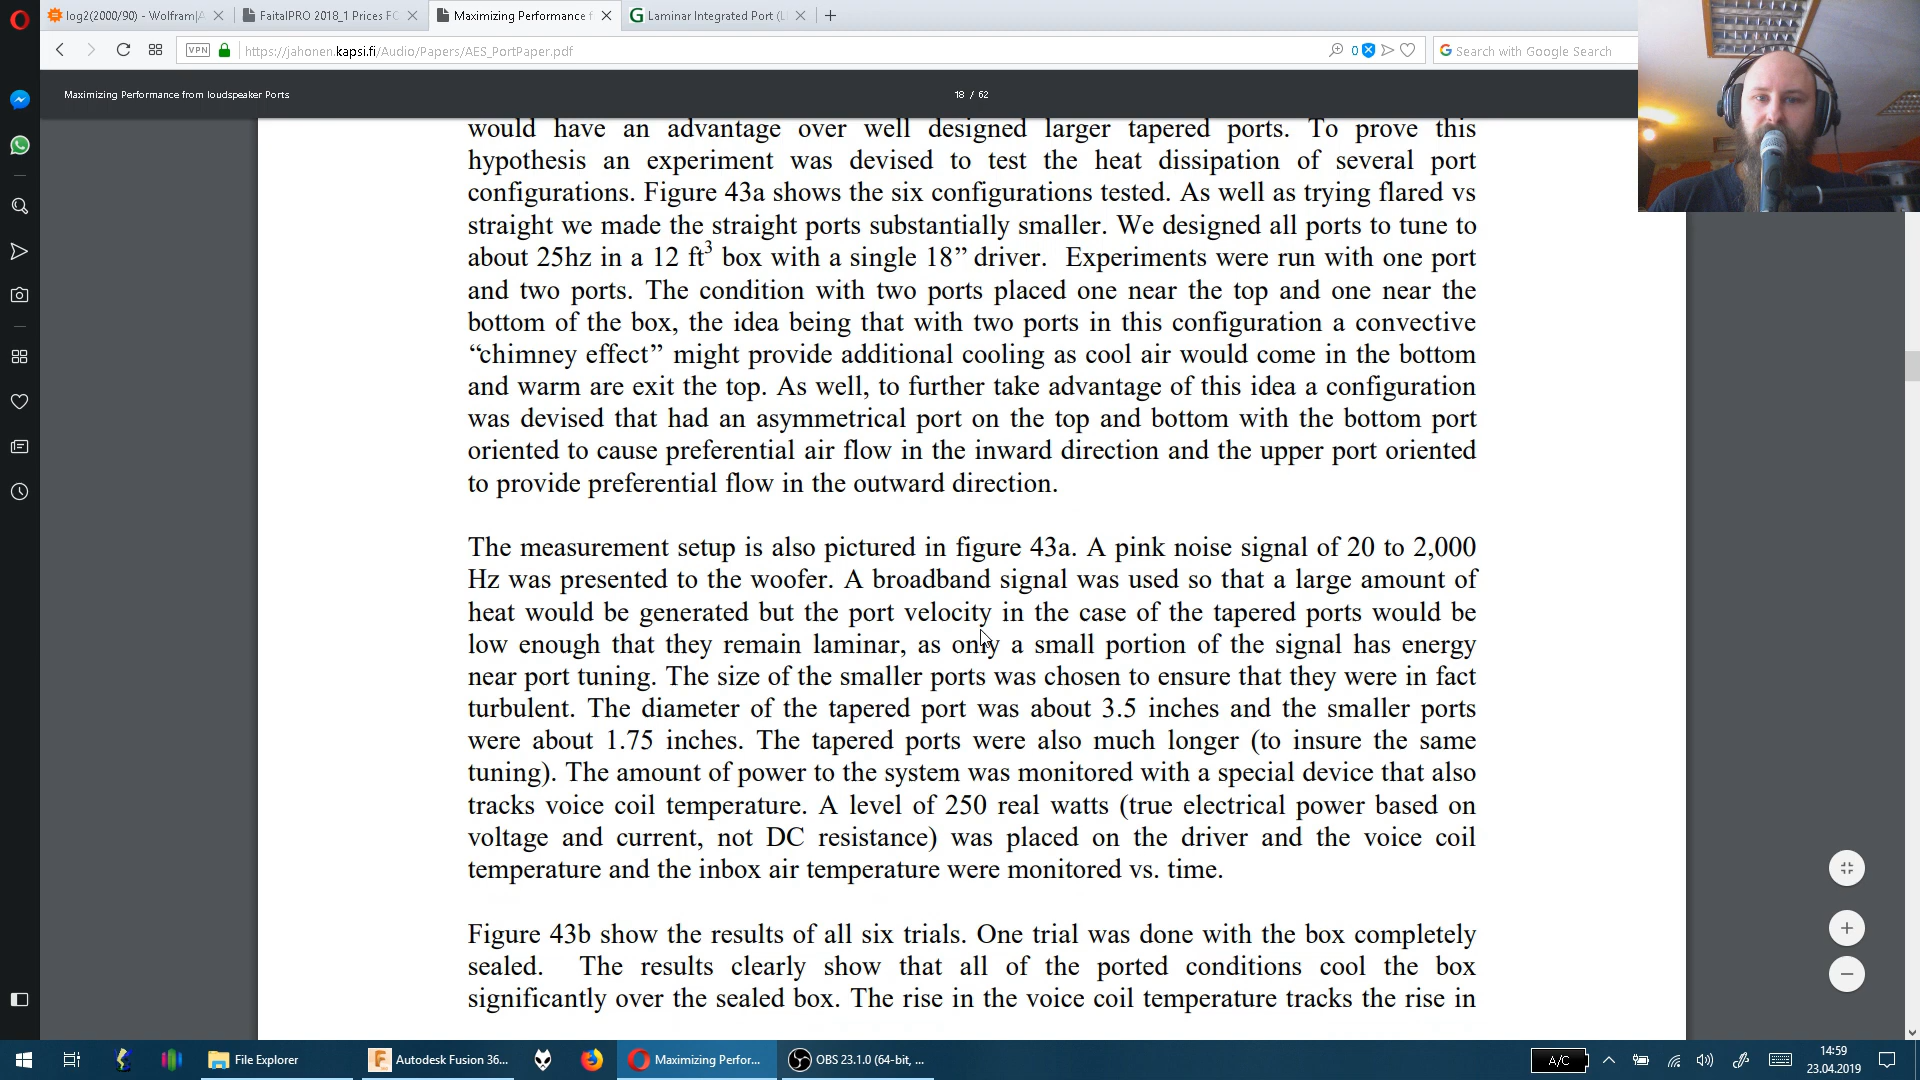 log2(2000/90) - Wolfram|A
FaitalPRO 2018_1 Prices FC
Maximizing Performance f
Laminar Integrated Port (L
VPN
https://jahonen.kapsi.fi/Audio/Papers/AES_PortPaper.pdf
0
Search with Google Search
Maximizing Performance from loudspeaker Ports
18 / 62
would have an advantage over well designed larger tapered ports. To prove this
hypothesis an experiment was devised to test the heat dissipation of several port
configurations. Figure 43a shows the six configurations tested. As well as trying flared vs
straight we made the straight ports substantially smaller. We designed all ports to tune to
about 25hz in a 12 ft³ box with a single 18” driver. Experiments were run with one port
and two ports. The condition with two ports placed one near the top and one near the
bottom of the box, the idea being that with two ports in this configuration a convective
“chimney effect” might provide additional cooling as cool air would come in the bottom
and warm are exit the top. As well, to further take advantage of this idea a configuration
was devised that had an asymmetrical port on the top and bottom with the bottom port
oriented to cause preferential air flow in the inward direction and the upper port oriented
to provide preferential flow in the outward direction.
The measurement setup is also pictured in figure 43a. A pink noise signal of 20 to 2,000
Hz was presented to the woofer. A broadband signal was used so that a large amount of
heat would be generated but the port velocity in the case of the tapered ports would be
low enough that they remain laminar, as only a small portion of the signal has energy
near port tuning. The size of the smaller ports was chosen to ensure that they were in fact
turbulent. The diameter of the tapered port was about 3.5 inches and the smaller ports
were about 1.75 inches. The tapered ports were also much longer (to insure the same
tuning). The amount of power to the system was monitored with a special device that also
tracks voice coil temperature. A level of 250 real watts (true electrical power based on
voltage and current, not DC resistance) was placed on the driver and the voice coil
temperature and the inbox air temperature were monitored vs. time.
Figure 43b show the results of all six trials. One trial was done with the box completely
sealed. The results clearly show that all of the ported conditions cool the box
significantly over the sealed box. The rise in the voice coil temperature tracks the rise in
File Explorer
Autodesk Fusion 36...
Maximizing Perfor...
OBS 23.1.0 (64-bit, ...
A/C
14:59
23.04.2019